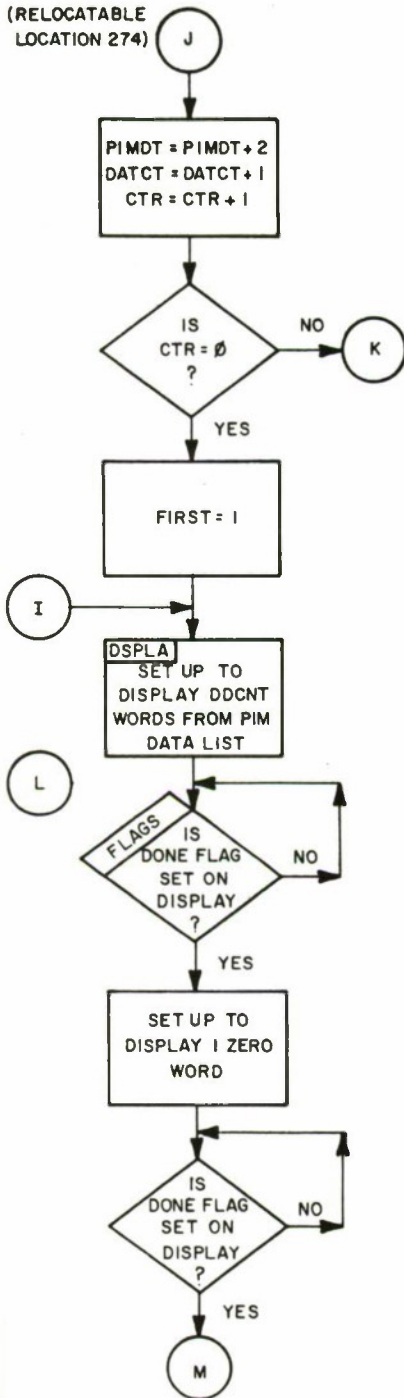 (RELOCATABLE
LOCATION 274)
J
PIMDT = PIMDT + 2
DATCT = DATCT + 1
CTR = CTR + 1
IS
CTR = Ø
?
NO
K
YES
FIRST = 1
I
DSPLA
SET UP TO
DISPLAY DDCNT
WORDS FROM PIM
DATA LIST
L
FLAGS
IS
DONE FLAG
SET ON
DISPLAY
?
NO
YES
SET UP TO
DISPLAY 1 ZERO
WORD
IS
DONE FLAG
SET ON
DISPLAY
?
NO
YES
M